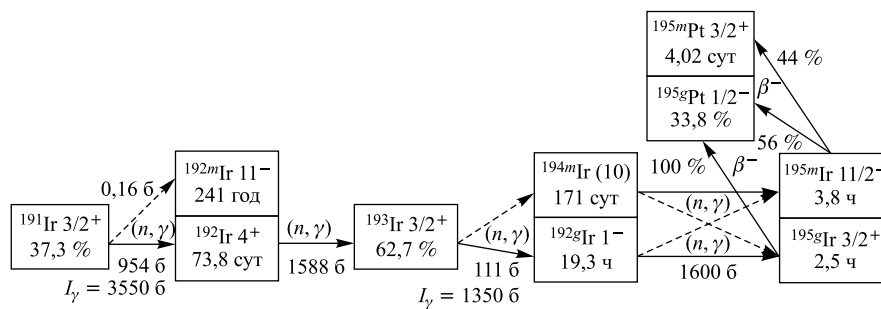 195mPt 3/2+
4,02 сут
44 %
195gPt 1/2−
33,8 %
β−
56 %
192mIr 11−
241 год
0,16 б
191Ir 3/2+
37,3 %
(n, γ)
954 б
Iγ = 3550 б
192Ir 4+
73,8 сут
(n, γ)
1588 б
193Ir 3/2+
62,7 %
(n, γ)
111 б
Iγ = 1350 б
194mIr (10)
171 сут
192gIr 1−
19,3 ч
100 %
β−
(n, γ)
(n, γ)
1600 б
195mIr 11/2−
3,8 ч
195gIr 3/2+
2,5 ч